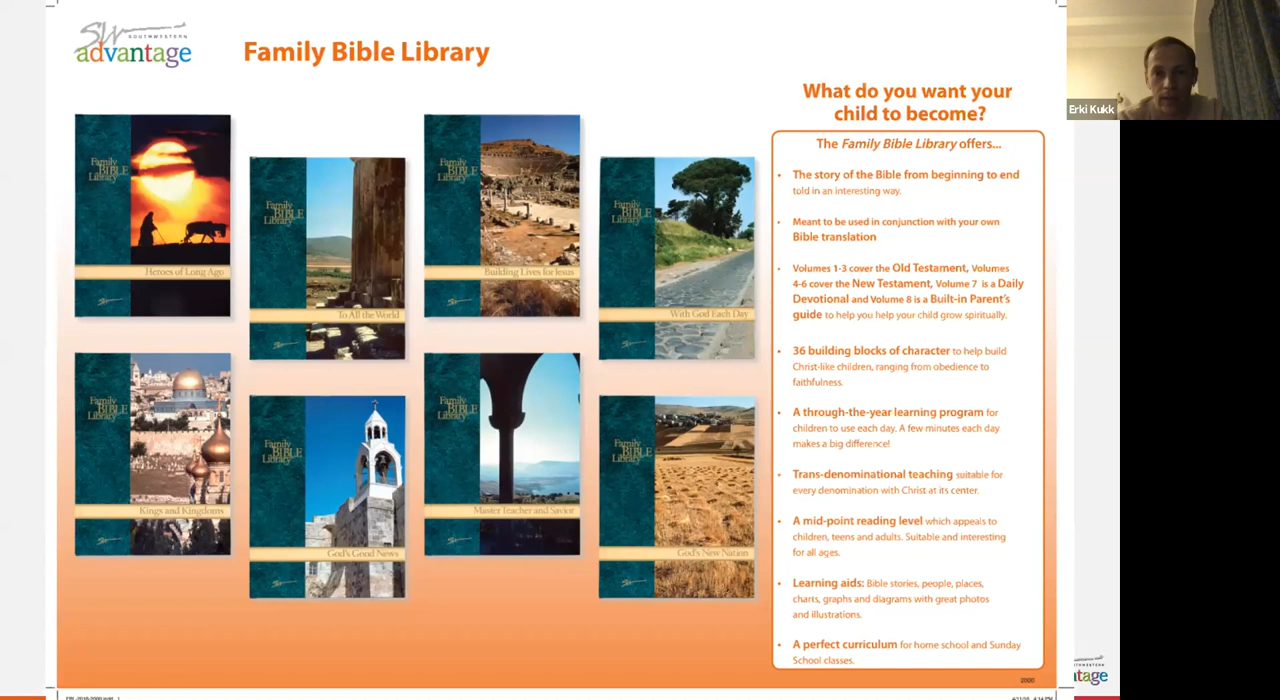 SOUTHWESTERN
advantage
Family Bible Library
Erki Kukk
Family
BIBLE
Library
Heroes of Long Ago
Family
BIBLE
Library
To All the World
Family
BIBLE
Library
Building Lives for Jesus
Family
BIBLE
Library
With God Each Day
Family
BIBLE
Library
Kings and Kingdoms
Family
BIBLE
Library
God's Good News
Family
BIBLE
Library
Master Teacher and Savior
Family
BIBLE
Library
God's New Nation
What do you want your
child to become?
The Family Bible Library offers...
• The story of the Bible from beginning to end
told in an interesting way.
• Meant to be used in conjunction with your own
Bible translation
• Volumes 1-3 cover the Old Testament, Volumes
4-6 cover the New Testament, Volume 7 is a Daily
Devotional and Volume 8 is a Built-in Parent's
guide to help you help your child grow spiritually.
• 36 building blocks of character to help build
Christ-like children, ranging from obedience to
faithfulness.
• A through-the-year learning program for
children to use each day. A few minutes each day
makes a big difference!
• Trans-denominational teaching suitable for
every denomination with Christ at its center.
• A mid-point reading level which appeals to
children, teens and adults. Suitable and interesting
for all ages.
• Learning aids: Bible stories, people, places,
charts, graphs and diagrams with great photos
and illustrations.
• A perfect curriculum for home school and Sunday
School classes.
2000